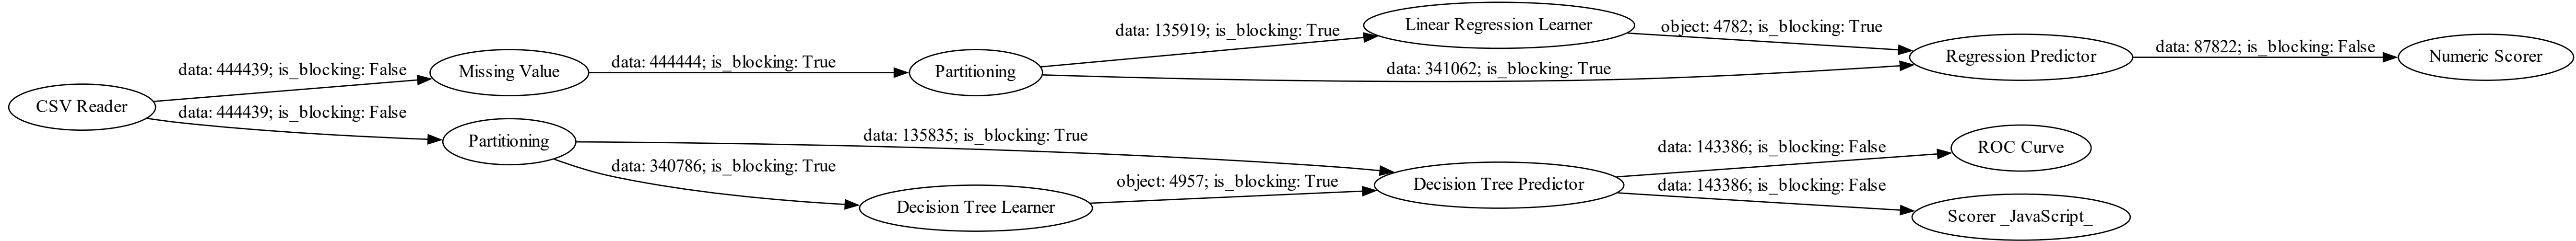 CSV Reader
data: 444439; is_blocking: False
data: 444439; is_blocking: False
Missing Value
data: 444444; is_blocking: True
Partitioning
data: 135919; is_blocking: True
data: 341062; is_blocking: True
Linear Regression Learner
object: 4782; is_blocking: True
Regression Predictor
data: 87822; is_blocking: False
Numeric Scorer
Partitioning
data: 135835; is_blocking: True
data: 340786; is_blocking: True
Decision Tree Learner
object: 4957; is_blocking: True
Decision Tree Predictor
data: 143386; is_blocking: False
data: 143386; is_blocking: False
ROC Curve
Scorer _JavaScript_